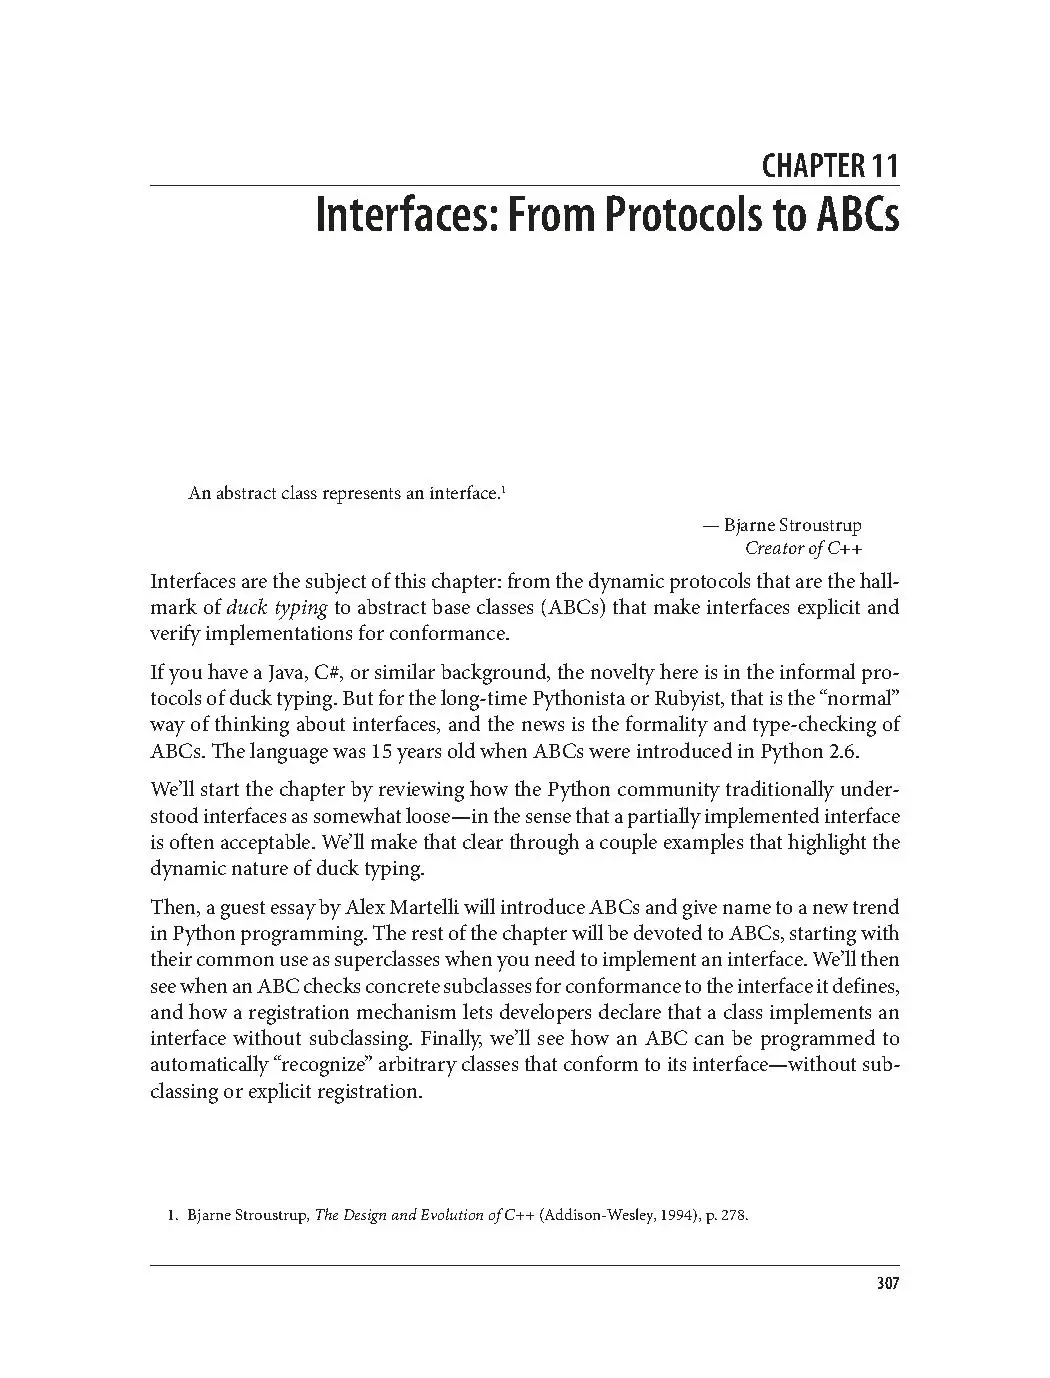 CHAPTER 11
Interfaces: From Protocols to ABCs
An abstract class represents an interface.¹
— Bjarne Stroustrup
Creator of C++
Interfaces are the subject of this chapter: from the dynamic protocols that are the hall-
mark of duck typing to abstract base classes (ABCs) that make interfaces explicit and
verify implementations for conformance.
If you have a Java, C#, or similar background, the novelty here is in the informal pro-
tocols of duck typing. But for the long-time Pythonista or Rubyist, that is the “normal”
way of thinking about interfaces, and the news is the formality and type-checking of
ABCs. The language was 15 years old when ABCs were introduced in Python 2.6.
We’ll start the chapter by reviewing how the Python community traditionally under-
stood interfaces as somewhat loose—in the sense that a partially implemented interface
is often acceptable. We’ll make that clear through a couple examples that highlight the
dynamic nature of duck typing.
Then, a guest essay by Alex Martelli will introduce ABCs and give name to a new trend
in Python programming. The rest of the chapter will be devoted to ABCs, starting with
their common use as superclasses when you need to implement an interface. We’ll then
see when an ABC checks concrete subclasses for conformance to the interface it defines,
and how a registration mechanism lets developers declare that a class implements an
interface without subclassing. Finally, we’ll see how an ABC can be programmed to
automatically “recognize” arbitrary classes that conform to its interface—without sub-
classing or explicit registration.
1. Bjarne Stroustrup, The Design and Evolution of C++ (Addison-Wesley, 1994), p. 278.
307